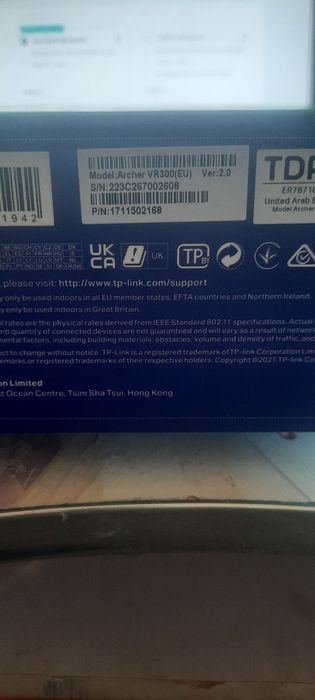 Model:Archer VR300(EU) Ver:2.0
S/N:223C267002608
P/N:1711502168
1942
TDR
United Arab
Model:Archer
UK
CA
UK
TP
BY
, please visit: http://www.tp-link.com/support
y only be used indoors in all EU member states, EFTA countries and Northern Ireland.
y only be used indoors in Great Britain.
al rates are the physical rates derived from IEEE Standard 802.11 specifications. Actual
nd quantity of connected devices are not guaranteed and will vary as a result of network
mental factors, including building materials, obstacles, volume and density of traffic, and
ect to change without notice. TP-Link is a registered trademark of TP-Link Corporation Lim
emarks or registered trademarks of their respective holders. Copyright ©2021 TP-Link Co
on Limited
t Ocean Centre, Tsim Sha Tsui, Hong Kong